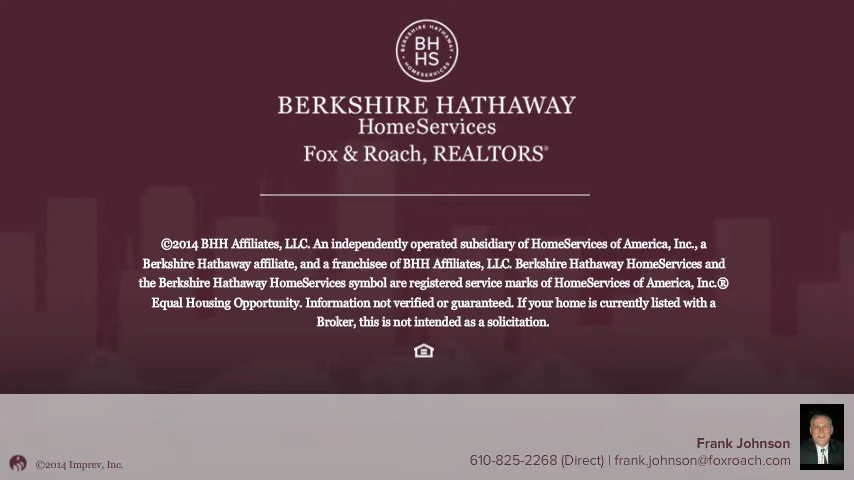 BERKSHIRE HATHAWAY
HOMESERVICES
BH
HS
BERKSHIRE HATHAWAY
HomeServices
Fox & Roach, REALTORS®
©2014 BHH Affiliates, LLC. An independently operated subsidiary of HomeServices of America, Inc., a
Berkshire Hathaway affiliate, and a franchisee of BHH Affiliates, LLC. Berkshire Hathaway HomeServices and
the Berkshire Hathaway HomeServices symbol are registered service marks of HomeServices of America, Inc.®
Equal Housing Opportunity. Information not verified or guaranteed. If your home is currently listed with a
Broker, this is not intended as a solicitation.
Frank Johnson
610-825-2268 (Direct) | frank.johnson@foxroach.com
©2014 Imprev, Inc.